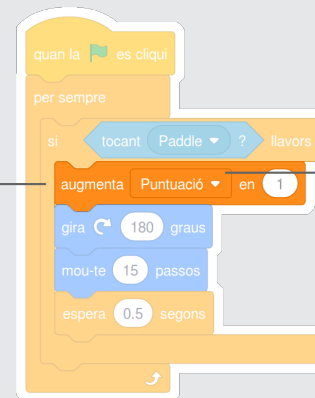 quan la es cliqui
per sempre
si tocant Paddle ? llavors
augmenta Puntuació en 1
gira 180 graus
mou-te 15 passos
espera 0.5 segons